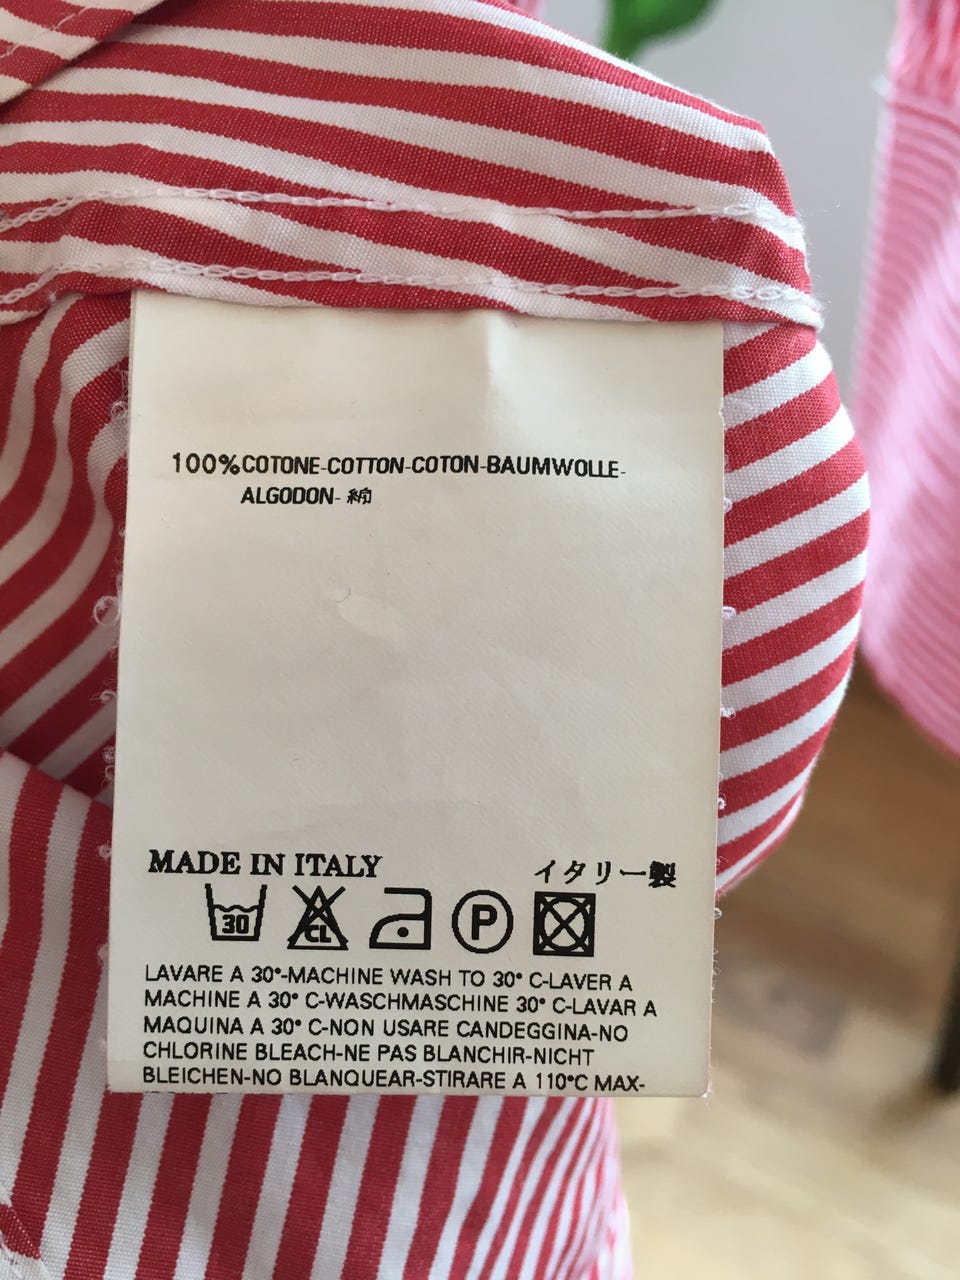 100%COTONE-COTTON-COTON-BAUMWOLLE-
ALGODON- 綿
MADE IN ITALY イタリー製
30 CL P
LAVARE A 30°-MACHINE WASH TO 30° C-LAVER A
MACHINE A 30° C-WASCHMASCHINE 30° C-LAVAR A
MAQUINA A 30° C-NON USARE CANDEGGINA-NO
CHLORINE BLEACH-NE PAS BLANCHIR-NICHT
BLEICHEN-NO BLANQUEAR-STIRARE A 110°C MAX-